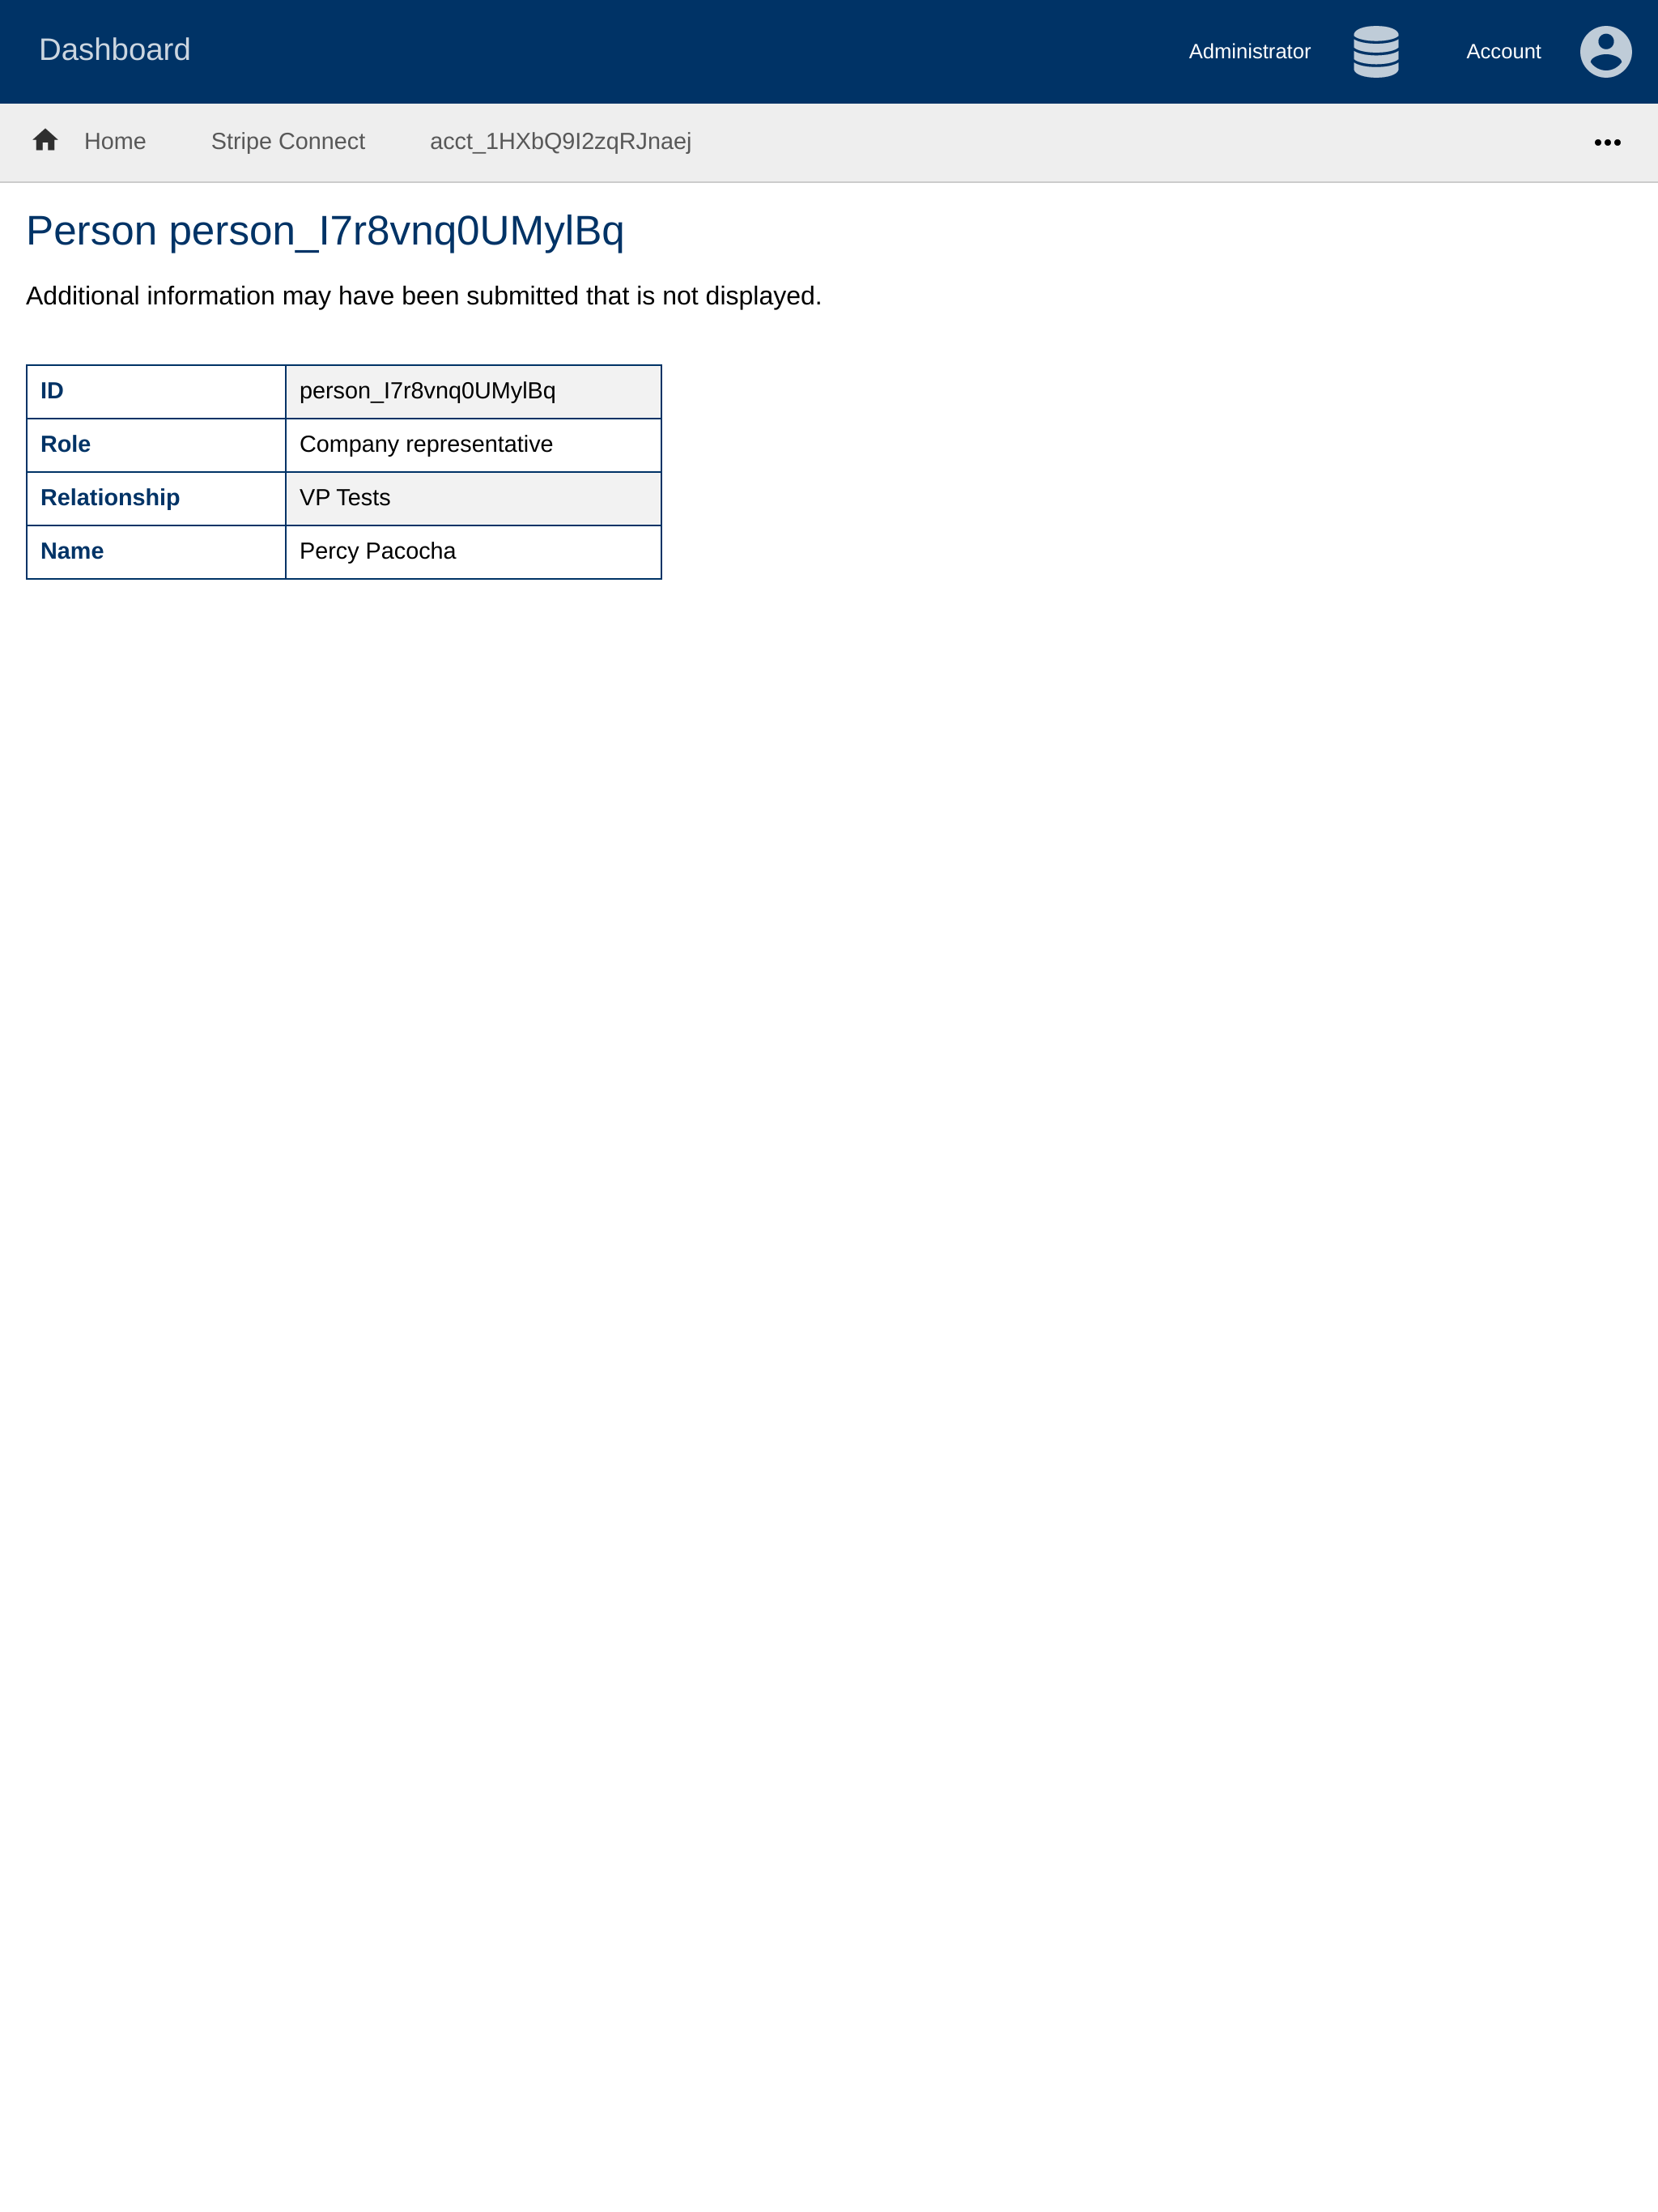 Dashboard Administrator Account
Home Stripe Connect acct_1HXbQ9I2zqRJnaej
Person person_I7r8vnq0UMylBq
Additional information may have been submitted that is not displayed.
ID person_I7r8vnq0UMylBq
Role Company representative
Relationship VP Tests
Name Percy Pacocha